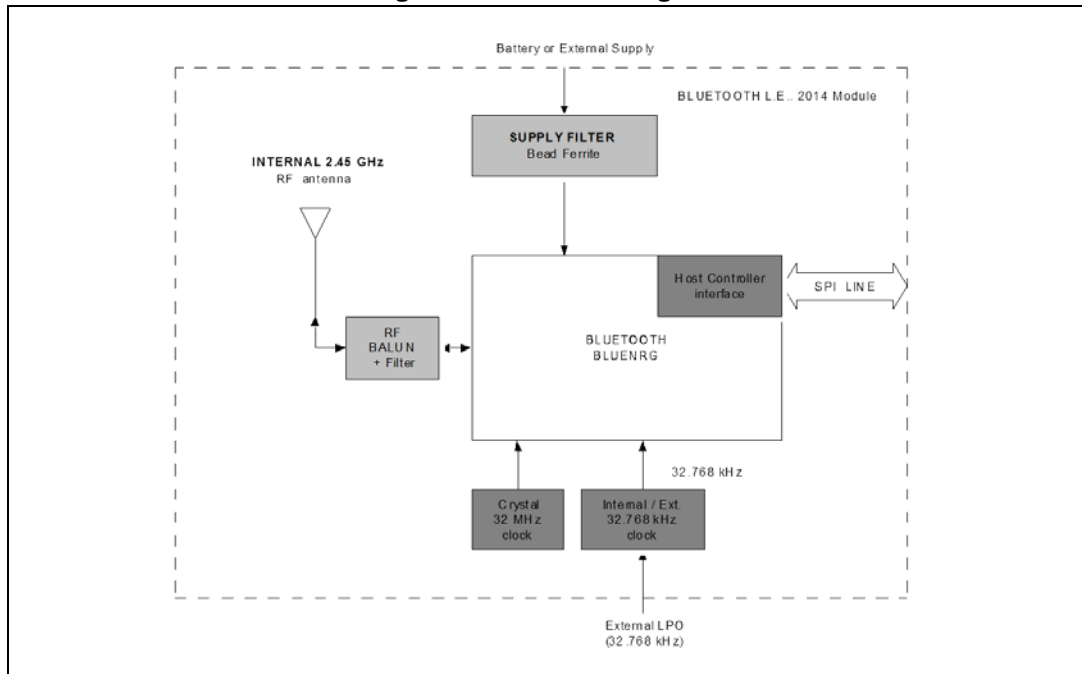 Battery or External Supply
BLUETOOTH L.E.. 2014 Module
SUPPLY FILTER
Bead Ferrite
INTERNAL 2.45 GHz
RF antenna
Host Controller
interface
SPI LINE
RF
BALUN
+ Filter
BLUETOOTH
BLUENRG
32.768 kHz
Crystal
32 MHz
clock
Internal / Ext.
32.768 kHz
clock
External LPO
(32.768 kHz)